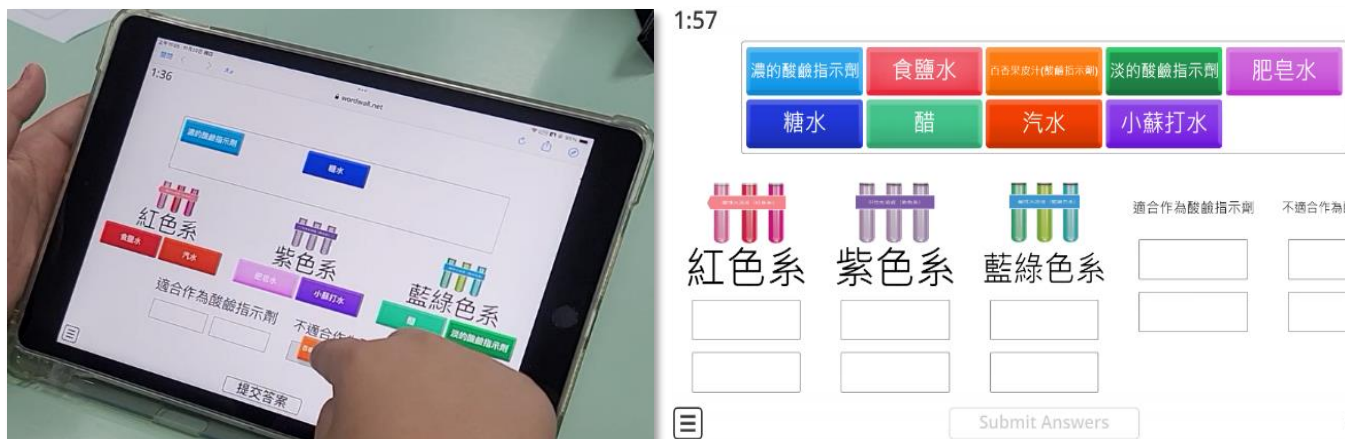 1:36
wordwall.net
濃的酸鹼指示劑
糖水
紅色系
食鹽水
汽水
紫色系
肥皂水
小蘇打水
藍綠色系
醋
淡的酸鹼指示劑
適合作為酸鹼指示劑
不適合作為
提交答案
1:57
濃的酸鹼指示劑
食鹽水
百香果皮汁(酸鹼指示劑)
淡的酸鹼指示劑
肥皂水
糖水
醋
汽水
小蘇打水
紅色系
紫色系
藍綠色系
適合作為酸鹼指示劑
不適合作為
Submit Answers